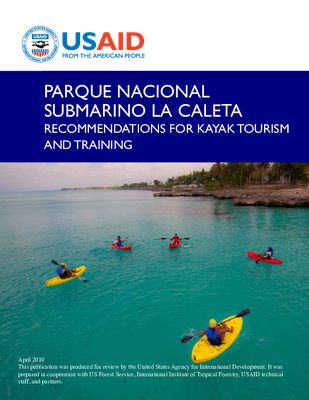 USAID
FROM THE AMERICAN PEOPLE
PARQUE NACIONAL
SUBMARINO LA CALETA
RECOMMENDATIONS FOR KAYAK TOURISM
AND TRAINING
April 2010
This publication was produced for review by the United States Agency for International Development. It was
prepared in cooperation with US Forest Service, International Institute of Tropical Forestry, USAID technical
staff, and partners.